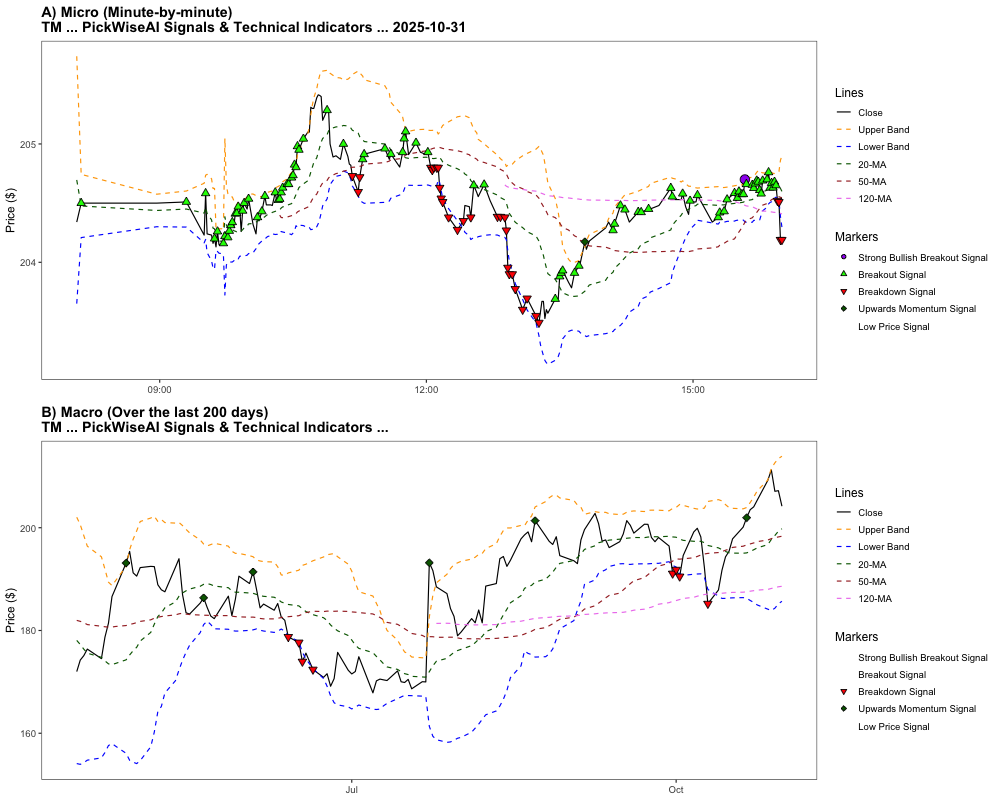 A) Micro (Minute-by-minute)
TM ... PickWiseAI Signals & Technical Indicators ... 2025-10-31
Price ($)
205
204
09:00
12:00
15:00
Lines
Close
Upper Band
Lower Band
20-MA
50-MA
120-MA
Markers
Strong Bullish Breakout Signal
Breakout Signal
Breakdown Signal
Upwards Momentum Signal
Low Price Signal
B) Macro (Over the last 200 days)
TM ... PickWiseAI Signals & Technical Indicators ...
Price ($)
200
180
160
Jul
Oct
Lines
Close
Upper Band
Lower Band
20-MA
50-MA
120-MA
Markers
Strong Bullish Breakout Signal
Breakout Signal
Breakdown Signal
Upwards Momentum Signal
Low Price Signal